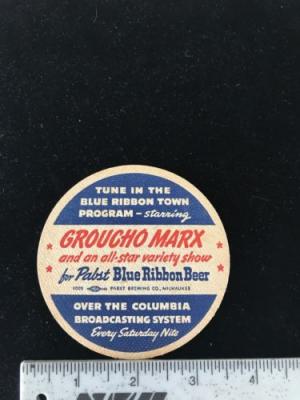 TUNE IN THE
BLUE RIBBON TOWN
PROGRAM - starring
GROUCHO MARX
and an all-star variety show
for Pabst Blue Ribbon Beer
PABST BREWING CO., MILWAUKEE
OVER THE COLUMBIA
BROADCASTING SYSTEM
Every Saturday Nite
1 2 3 4